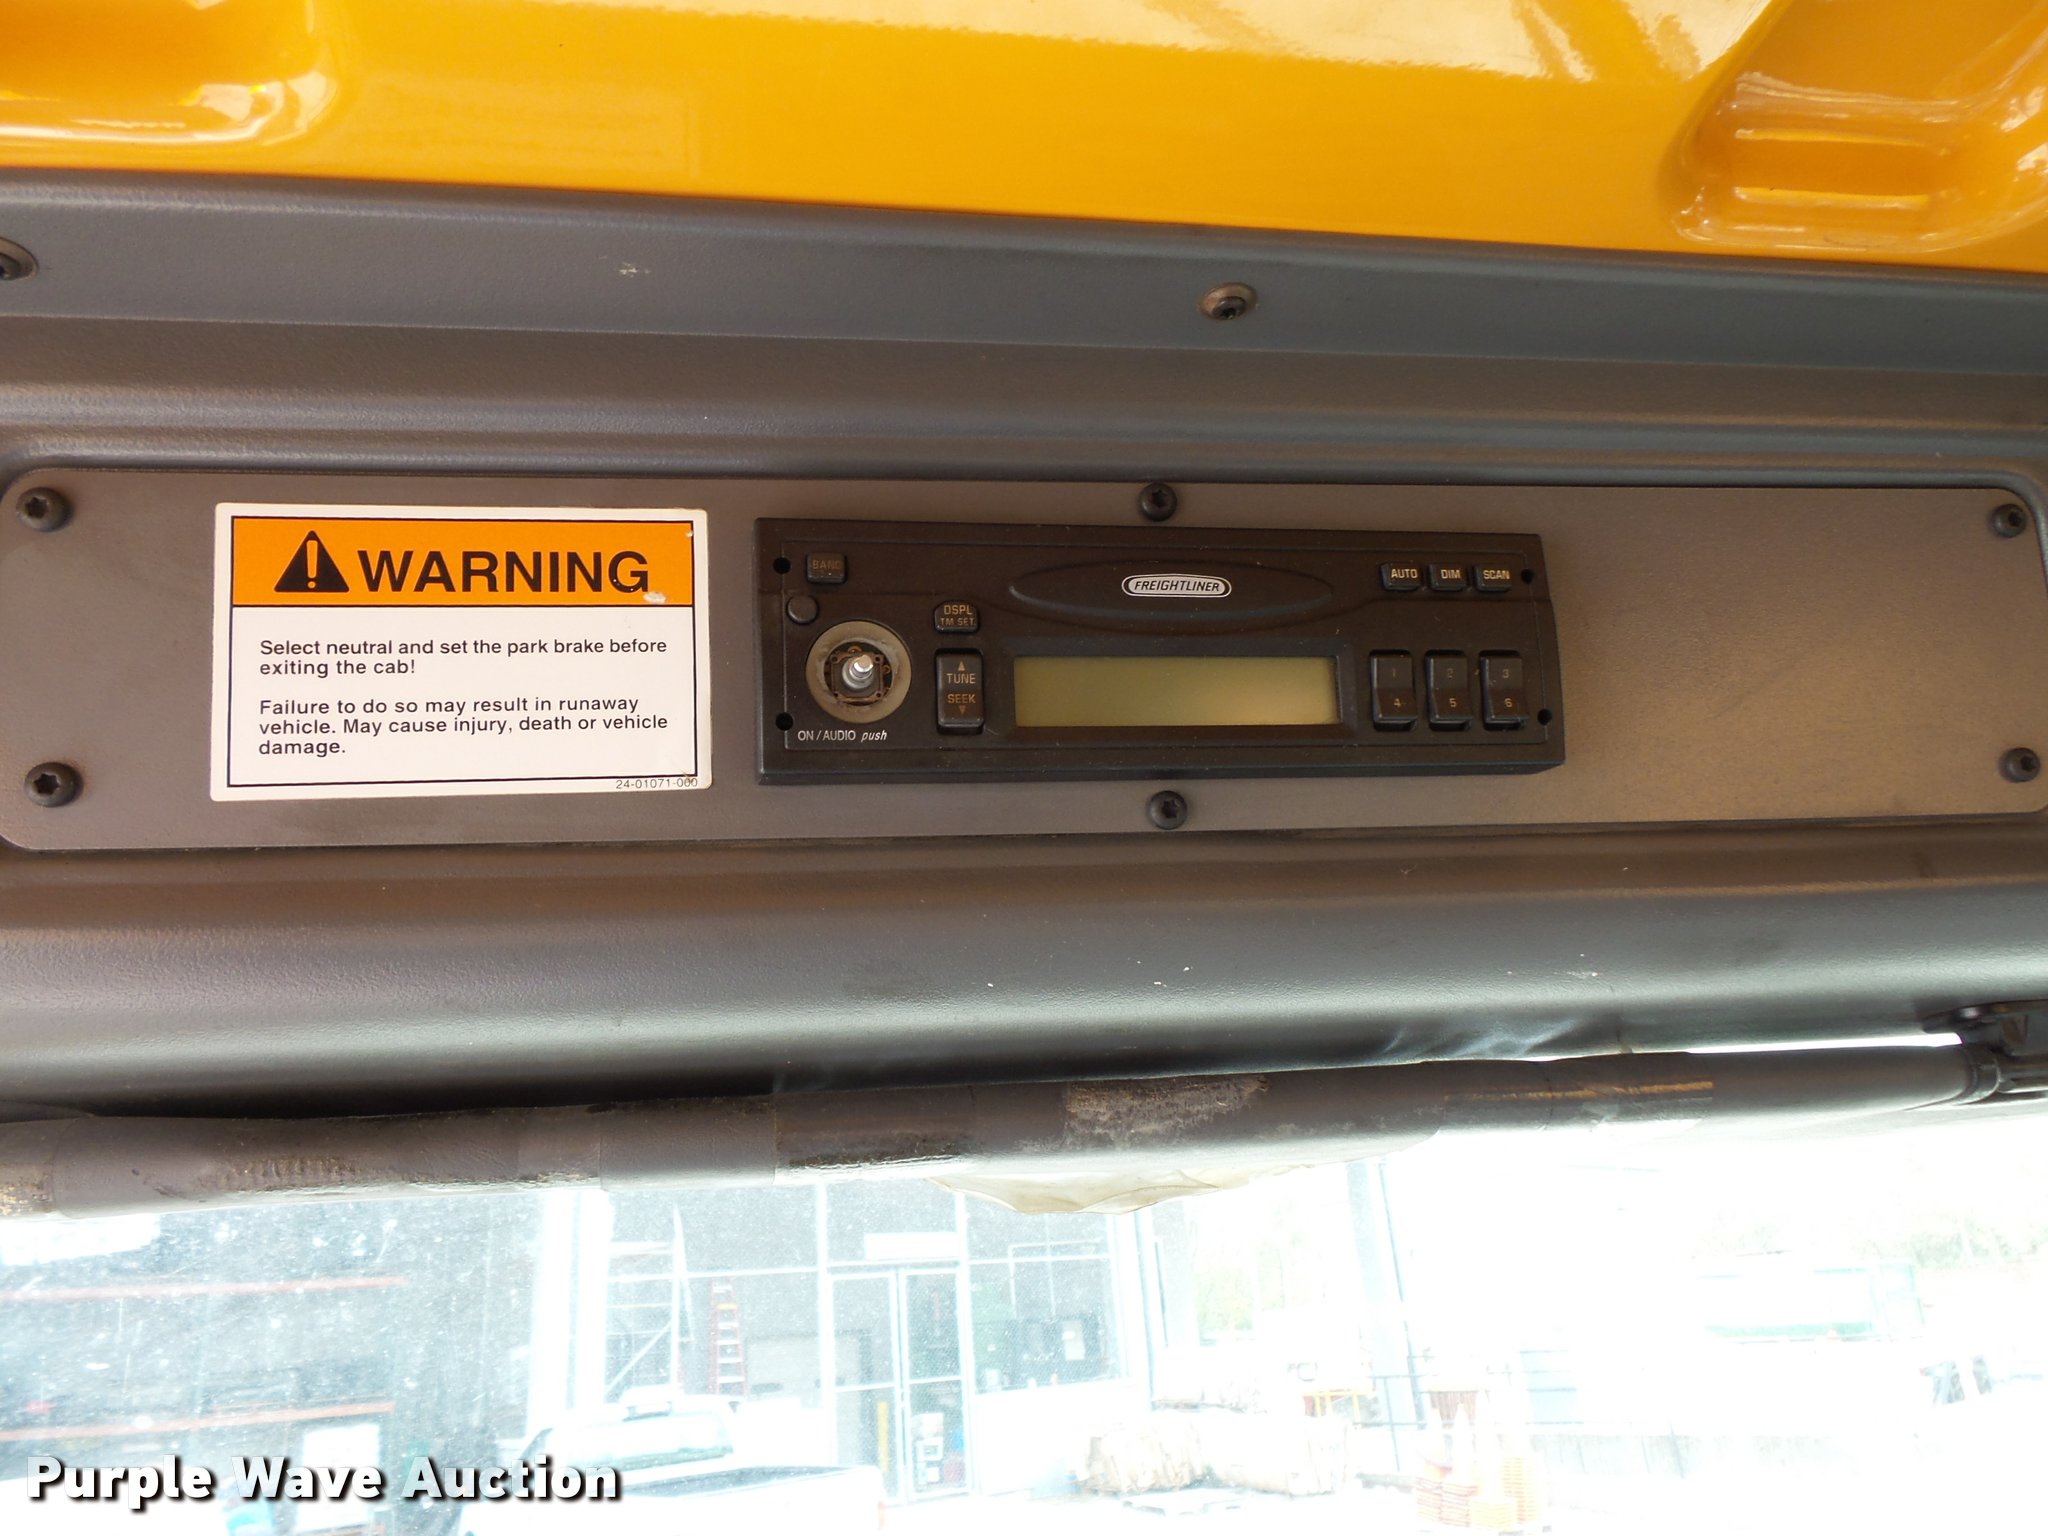 WARNING
Select neutral and set the park brake before
exiting the cab!
Failure to do so may result in runaway
vehicle. May cause injury, death or vehicle
damage.
24-01071-000
BAND
FREIGHTLINER
AUTO DIM SCAN
DSPL
TM SET
TUNE
SEEK
1 2 3
4 5 6
ON / AUDIO push
Purple Wave Auction